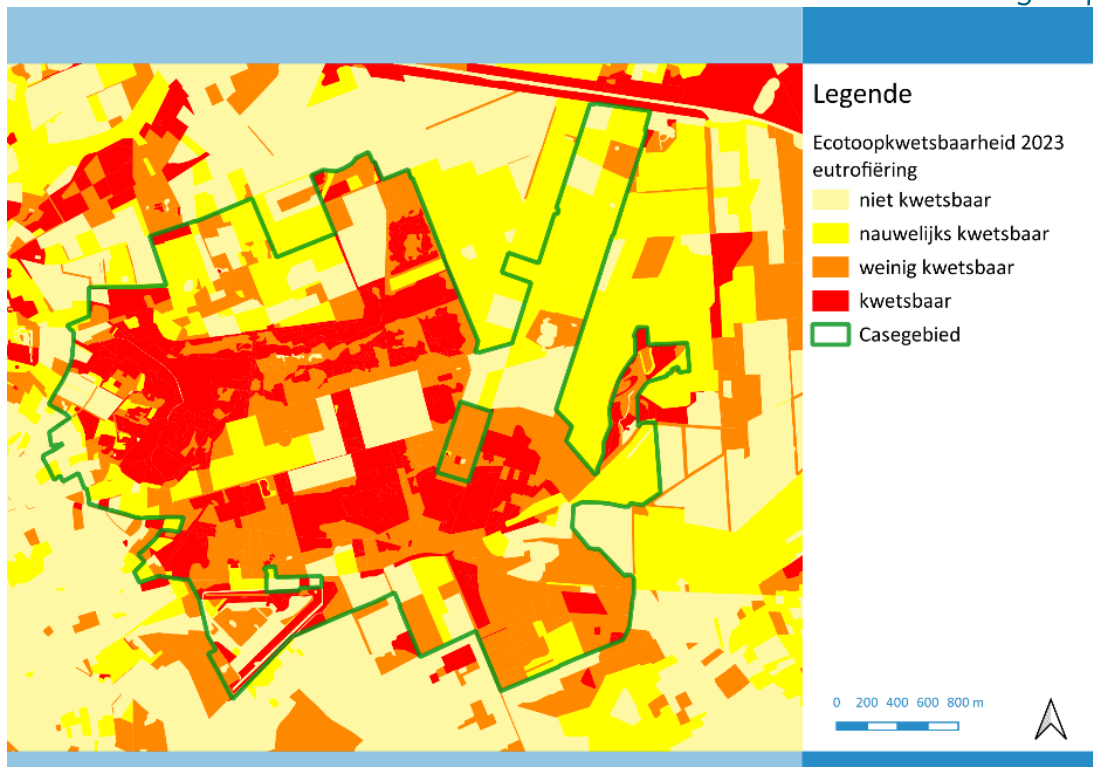 Legende
Ecotoopkwetsbaarheid 2023
eutrofiëring
niet kwetsbaar
nauwelijks kwetsbaar
weinig kwetsbaar
kwetsbaar
Casegebied
0 200 400 600 800 m